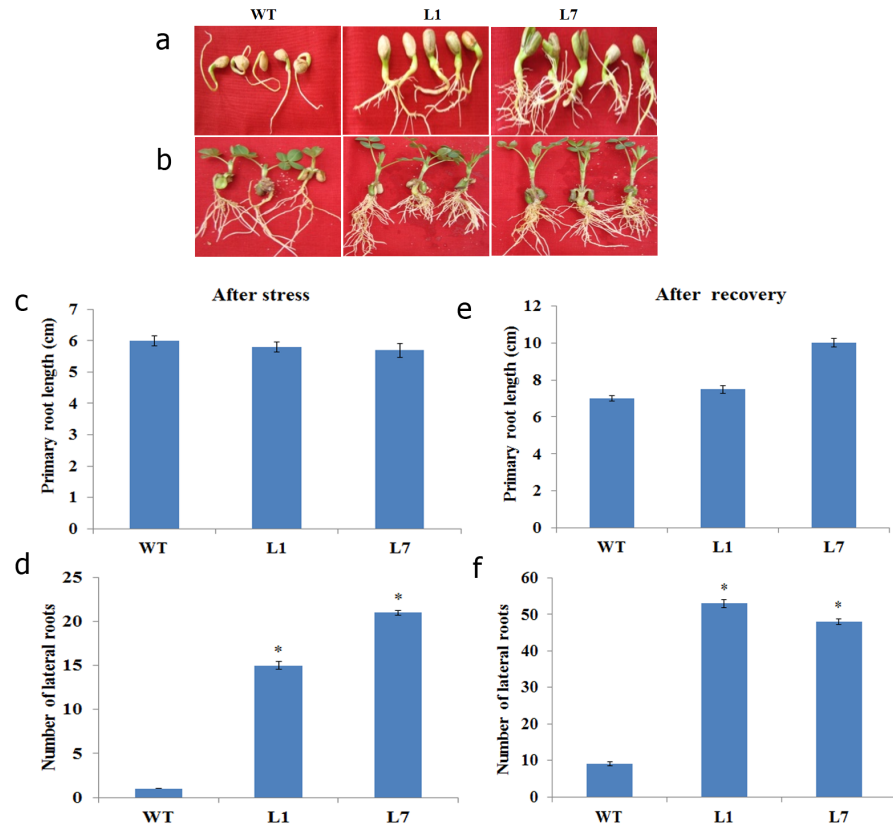 WT L1 L7
a
b
c
After stress
Primary root length (cm)
7
6
5
4
3
2
1
0
WT L1 L7
e
After recovery
Primary root length (cm)
12
10
8
6
4
2
0
WT L1 L7
d
Number of lateral roots
25
20
15
10
5
0
*
*
WT L1 L7
f
Number of lateral roots
60
50
40
30
20
10
0
*
*
WT L1 L7